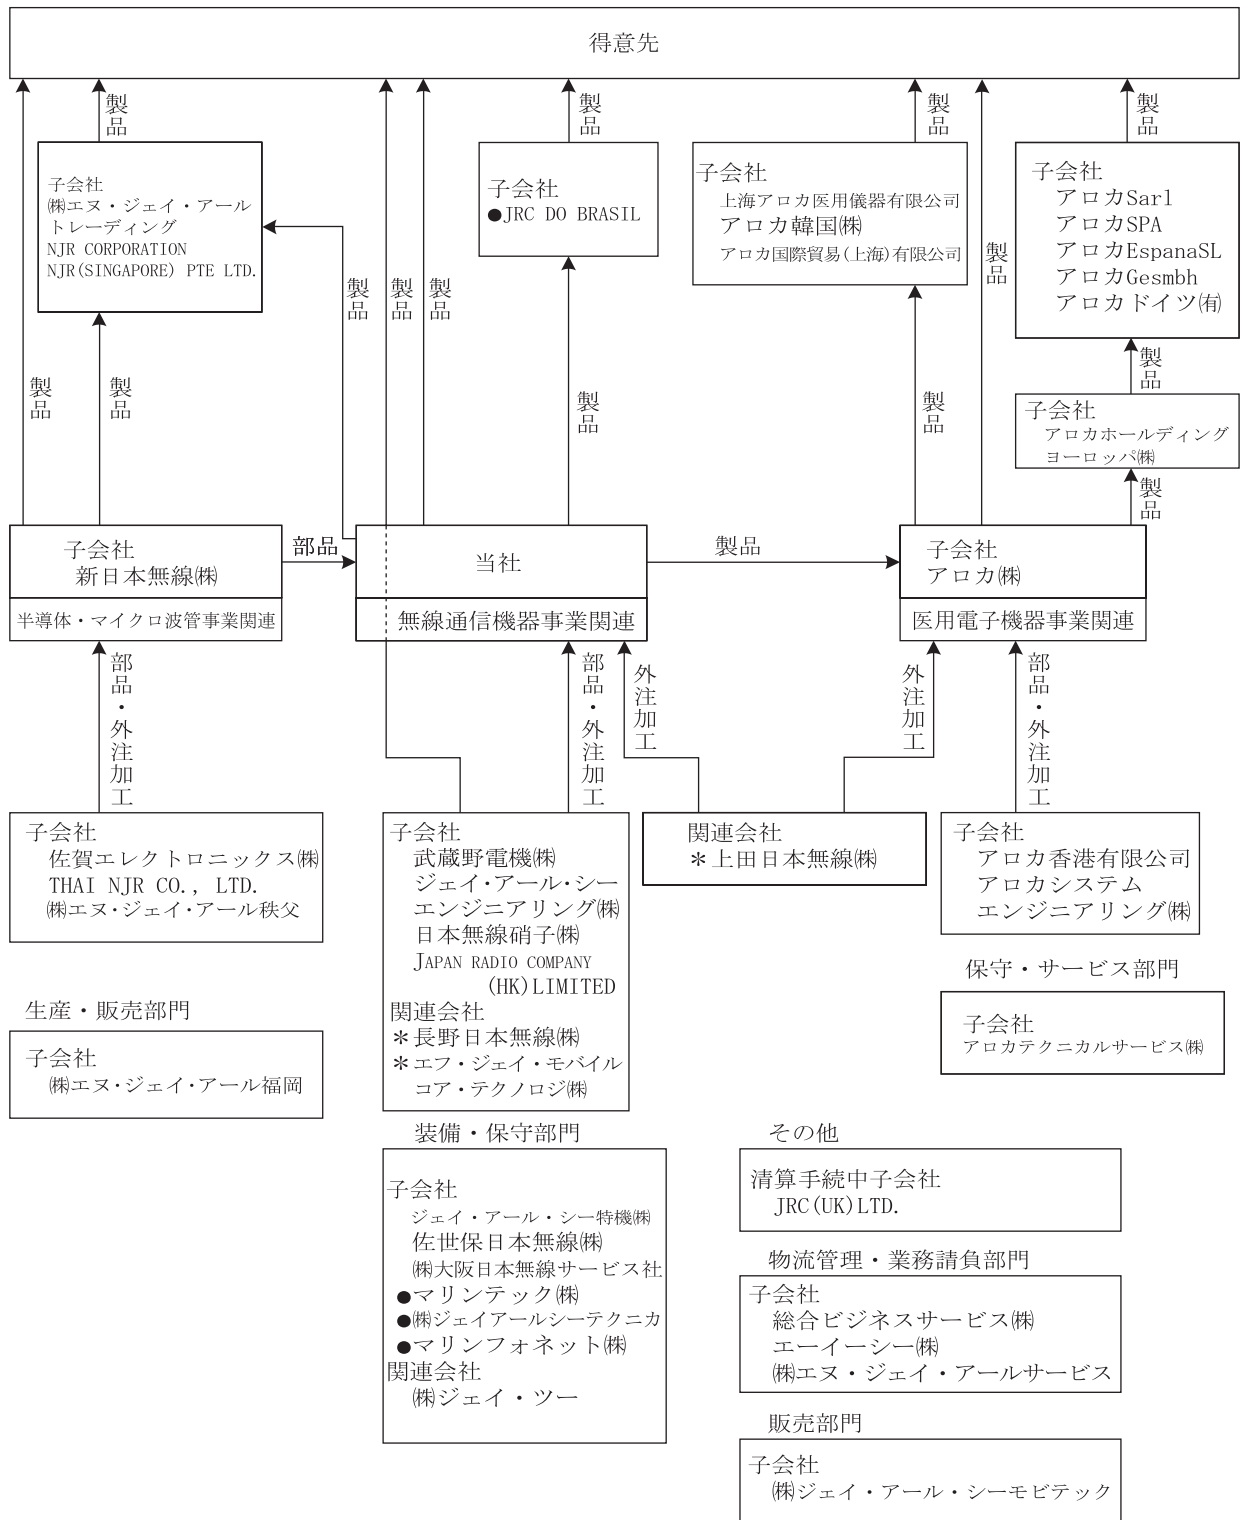 得意先
製品
製品
製品
製品
子会社
㈱エヌ・ジェイ・アール
トレーディング
NJR CORPORATION
NJR(SINGAPORE) PTE LTD.
子会社
●JRC DO BRASIL
子会社
上海アロカ医用儀器有限公司
アロカ韓国㈱
アロカ国際貿易(上海)有限公司
子会社
アロカSarl
アロカSPA
アロカEspanaSL
アロカGesmbh
アロカドイツ㈲
製品
製品
製品
製品
製品
製品
製品
製品
製品
子会社
アロカホールディング
ヨーロッパ㈱
製品
製品
子会社
新日本無線㈱
半導体・マイクロ波管事業関連
部品
当社
無線通信機器事業関連
製品
子会社
アロカ㈱
医用電子機器事業関連
部品・外注加工
部品・外注加工
外注加工
外注加工
部品・外注加工
子会社
佐賀エレクトロニックス㈱
THAI NJR CO., LTD.
㈱エヌ・ジェイ・アール秩父
子会社
武蔵野電機㈱
ジェイ・アール・シー
エンジニアリング㈱
日本無線硝子㈱
JAPAN RADIO COMPANY
(HK)LIMITED
関連会社
＊長野日本無線㈱
＊エフ・ジェイ・モバイル
コア・テクノロジ㈱
関連会社
＊上田日本無線㈱
子会社
アロカ香港有限公司
アロカシステム
エンジニアリング㈱
保守・サービス部門
子会社
アロカテクニカルサービス㈱
生産・販売部門
子会社
㈱エヌ・ジェイ・アール福岡
装備・保守部門
子会社
ジェイ・アール・シー特機㈱
佐世保日本無線㈱
㈱大阪日本無線サービス社
●マリンテック㈱
●㈱ジェイアールシーテクニカ
●マリンフォネット㈱
関連会社
㈱ジェイ・ツー
その他
清算手続中子会社
JRC(UK)LTD.
物流管理・業務請負部門
子会社
総合ビジネスサービス㈱
エーイーシー㈱
㈱エヌ・ジェイ・アールサービス
販売部門
子会社
㈱ジェイ・アール・シーモビテック